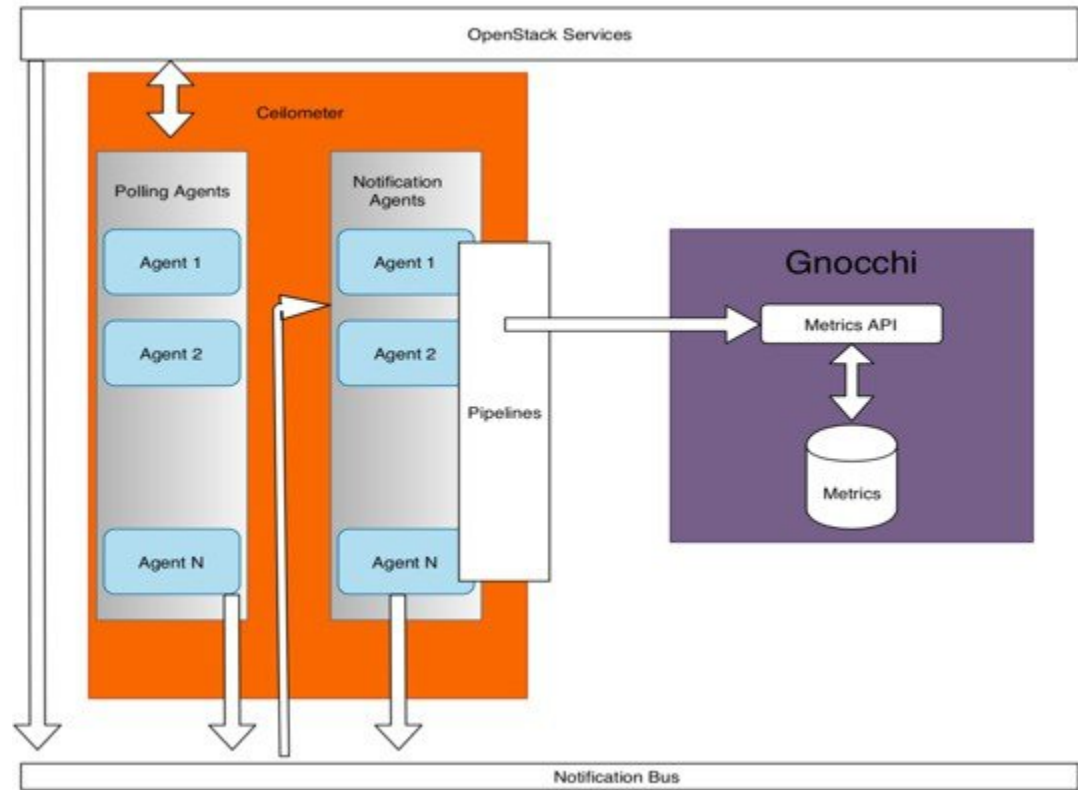 OpenStack Services
Ceilometer
Polling Agents
Agent 1
Agent 2
Agent N
Notification
Agents
Agent 1
Agent 2
Agent N
Pipelines
Gnocchi
Metrics API
Metrics
Notification Bus